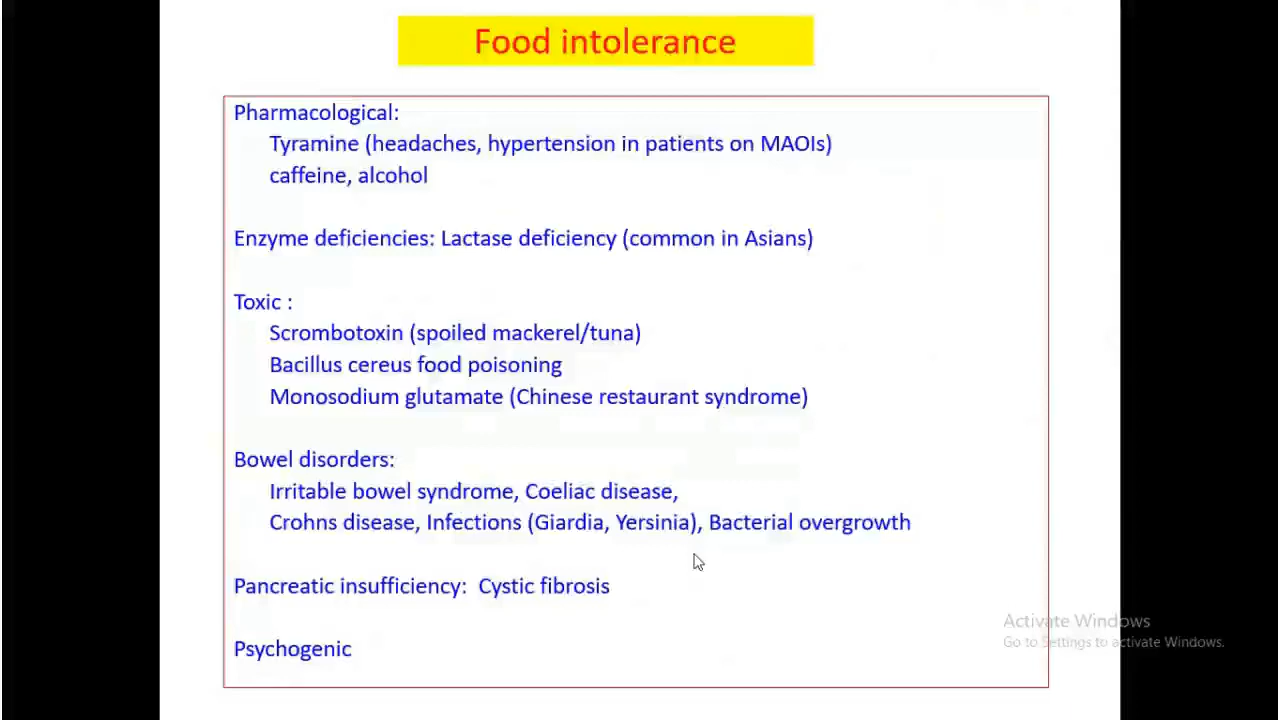 Food intolerance
Pharmacological:
Tyramine (headaches, hypertension in patients on MAOIs)
caffeine, alcohol
Enzyme deficiencies: Lactase deficiency (common in Asians)
Toxic :
Scrombotoxin (spoiled mackerel/tuna)
Bacillus cereus food poisoning
Monosodium glutamate (Chinese restaurant syndrome)
Bowel disorders:
Irritable bowel syndrome, Coeliac disease,
Crohns disease, Infections (Giardia, Yersinia), Bacterial overgrowth
Pancreatic insufficiency: Cystic fibrosis
Activate Windows
Go to Settings to activate Windows.
Psychogenic